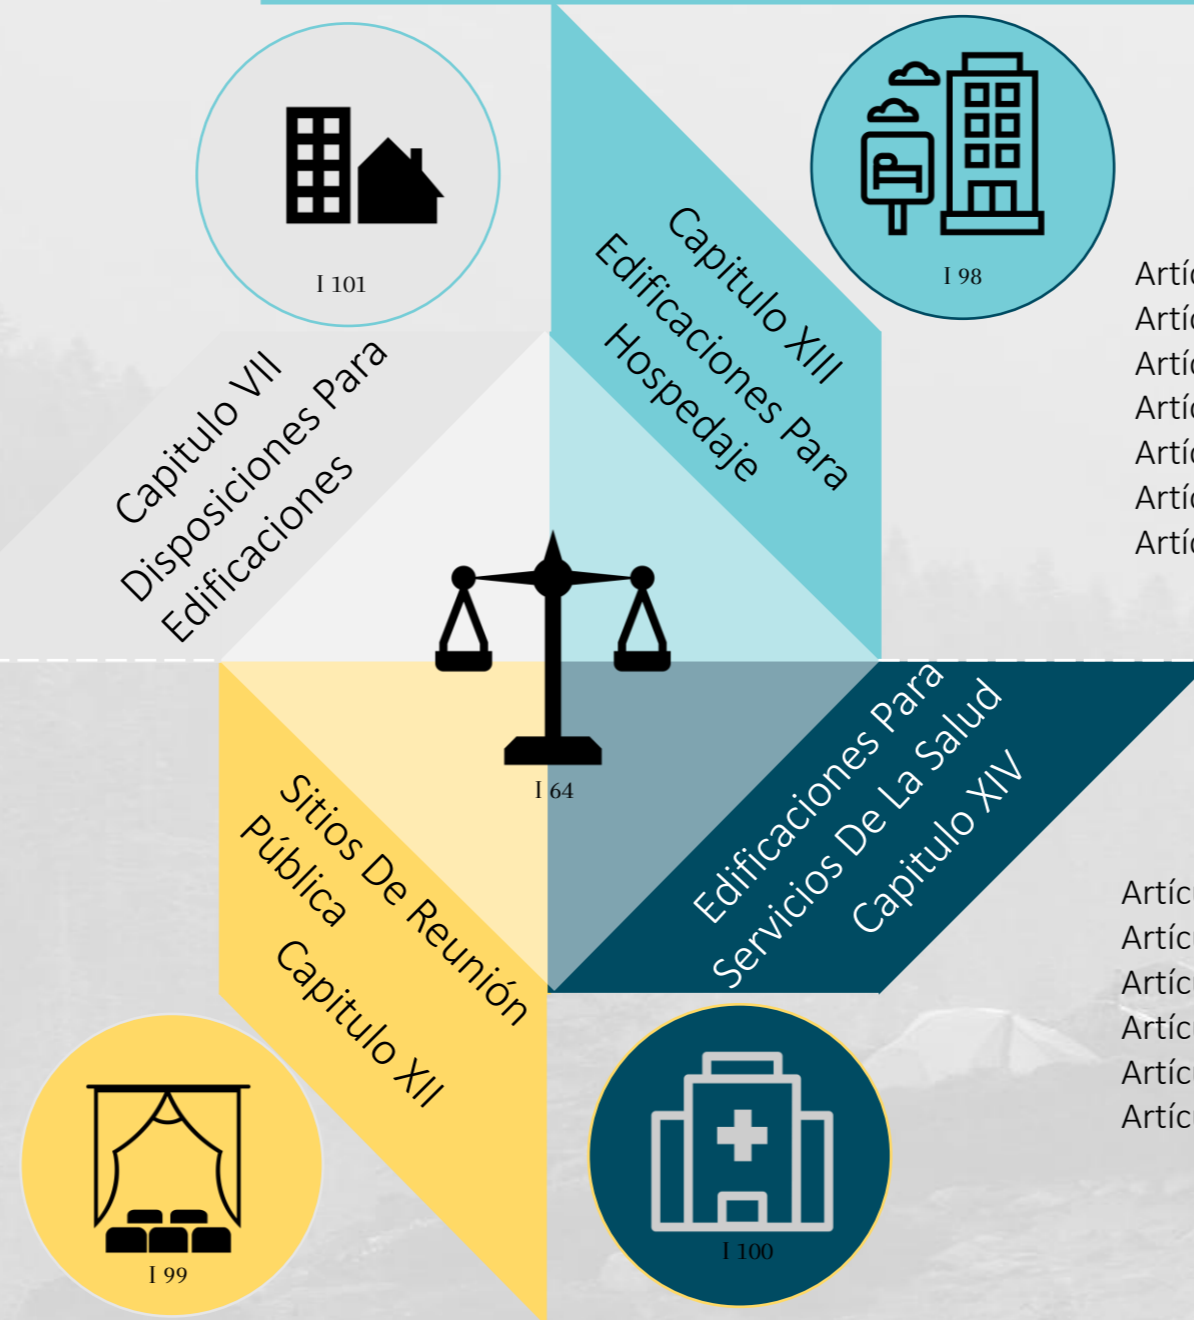 I 101
I 98
Capitulo XIII
Edificaciones Para
Hospedaje
Capitulo VII
Disposiciones Para
Edificaciones
I 64
Sitios De Reunión
Pública
Capitulo XII
Edificaciones Para
Servicios De La Salud
Capitulo XIV
I 99
I 100